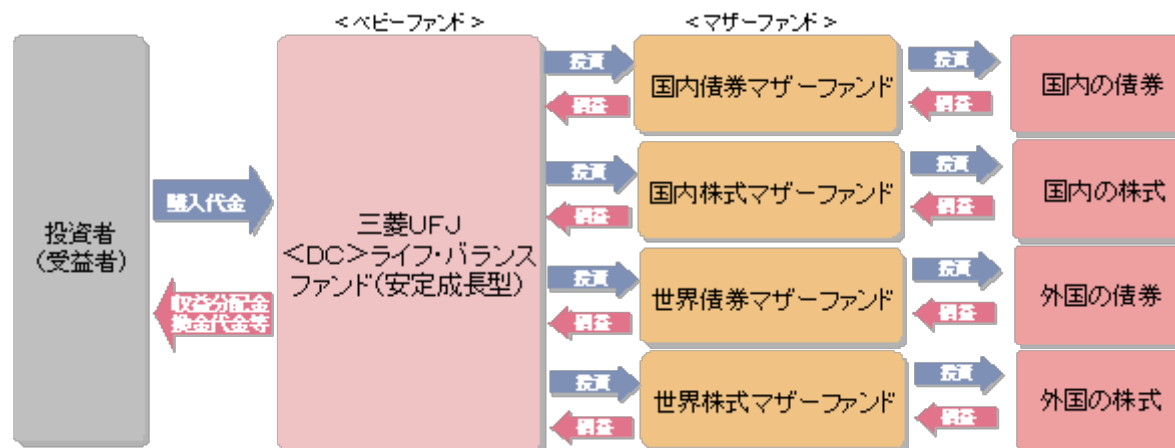 <ベビーファンド>
<マザーファンド>
投資者
(受益者)
購入代金
収益分配金
換金代金等
三菱UFJ
<DC>ライフ・バランス
ファンド(安定成長型)
投資
損益
国内債券マザーファンド
投資
損益
国内の債券
投資
損益
国内株式マザーファンド
投資
損益
国内の株式
投資
損益
世界債券マザーファンド
投資
損益
外国の債券
投資
損益
世界株式マザーファンド
投資
損益
外国の株式